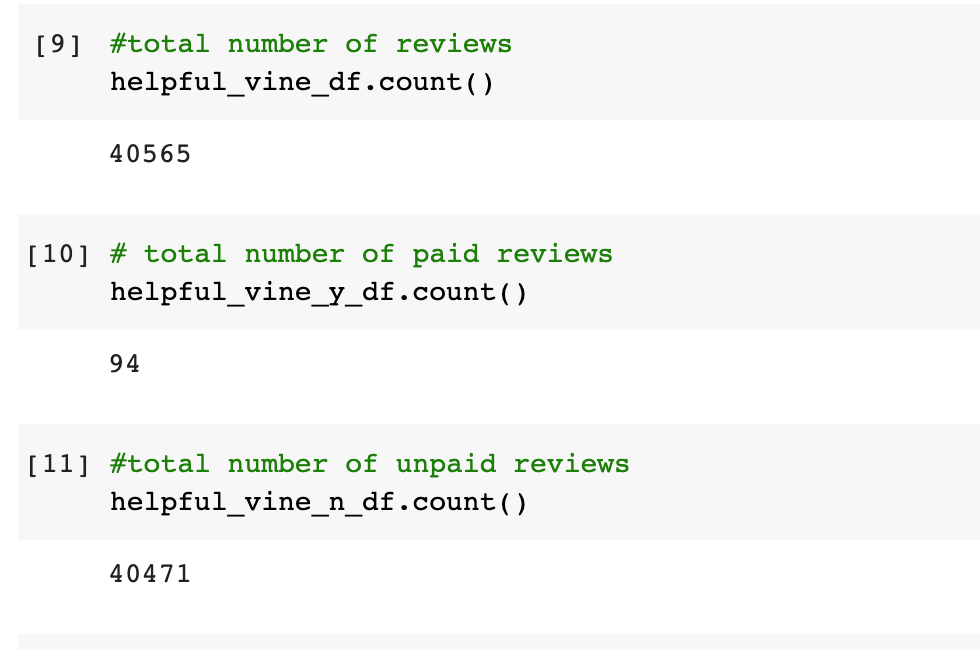 [9] #total number of reviews
helpful_vine_df.count()
40565
[10] # total number of paid reviews
helpful_vine_y_df.count()
94
[11] #total number of unpaid reviews
helpful_vine_n_df.count()
40471